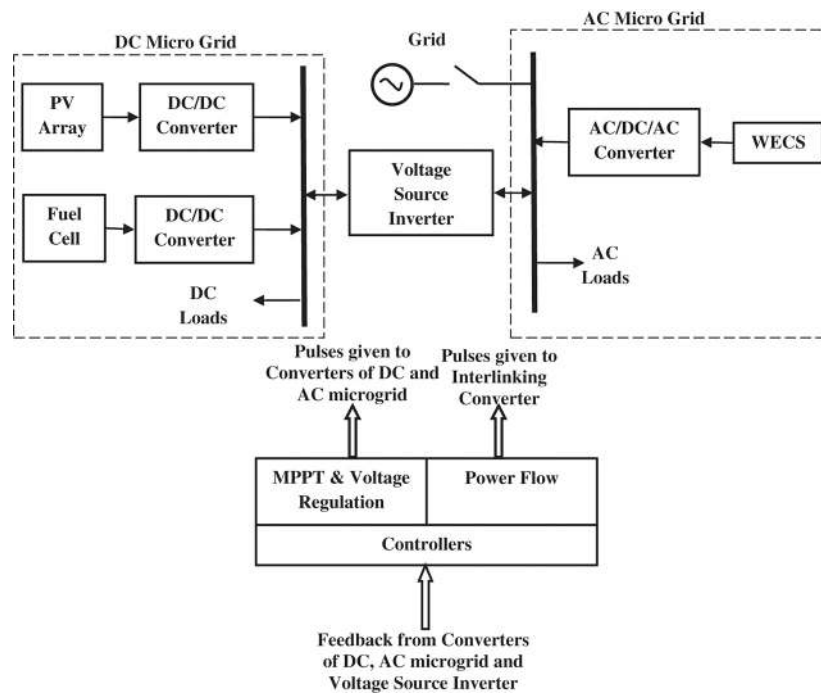 DC Micro Grid
Grid
AC Micro Grid
PV
Array
DC/DC
Converter
Voltage
Source
Inverter
AC/DC/AC
Converter
WECS
Fuel
Cell
DC/DC
Converter
DC
Loads
AC
Loads
Pulses given to
Converters of DC and
AC microgrid
Pulses given to
Interlinking
Converter
MPPT & Voltage
Regulation
Power Flow
Controllers
Feedback from Converters
of DC, AC microgrid and
Voltage Source Inverter